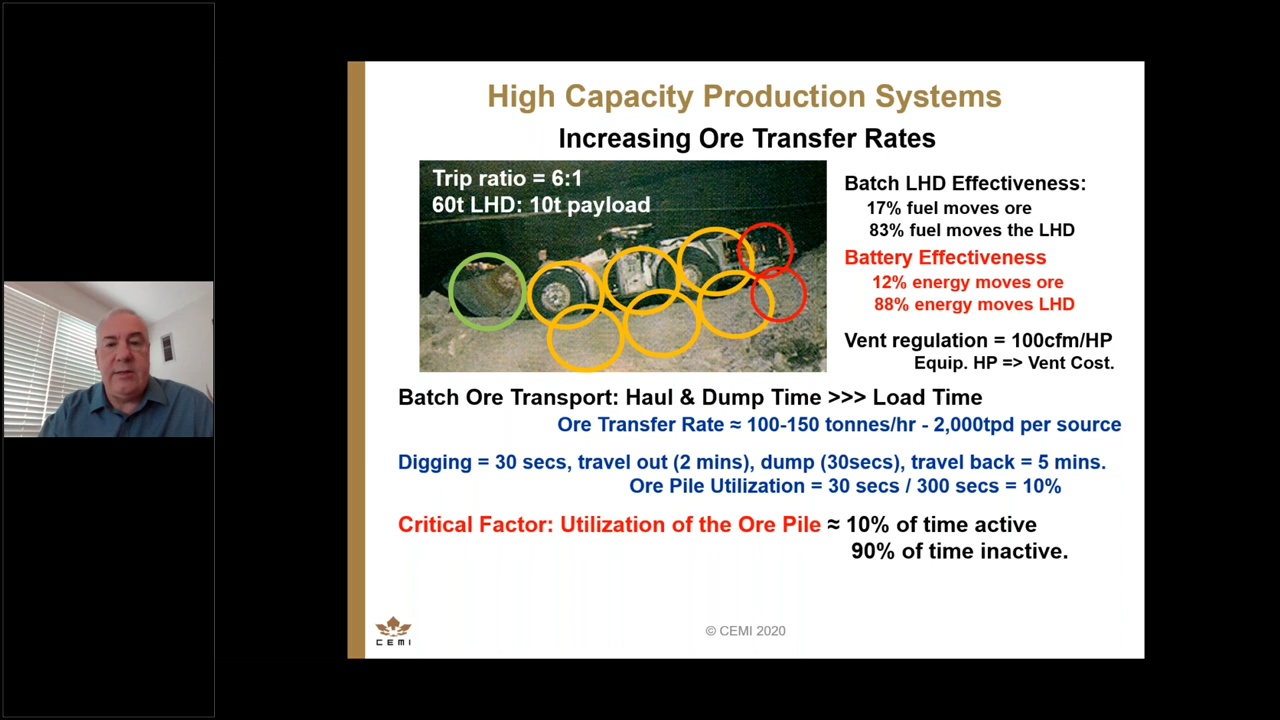 High Capacity Production Systems
Increasing Ore Transfer Rates
Trip ratio = 6:1
60t LHD: 10t payload
Batch LHD Effectiveness:
17% fuel moves ore
83% fuel moves the LHD
Battery Effectiveness
12% energy moves ore
88% energy moves LHD
Vent regulation = 100cfm/HP
Equip. HP => Vent Cost.
Batch Ore Transport: Haul & Dump Time >>> Load Time
Ore Transfer Rate ≈ 100-150 tonnes/hr - 2,000tpd per source
Digging = 30 secs, travel out (2 mins), dump (30secs), travel back = 5 mins.
Ore Pile Utilization = 30 secs / 300 secs = 10%
Critical Factor: Utilization of the Ore Pile ≈ 10% of time active
90% of time inactive.
CEMI
© CEMI 2020